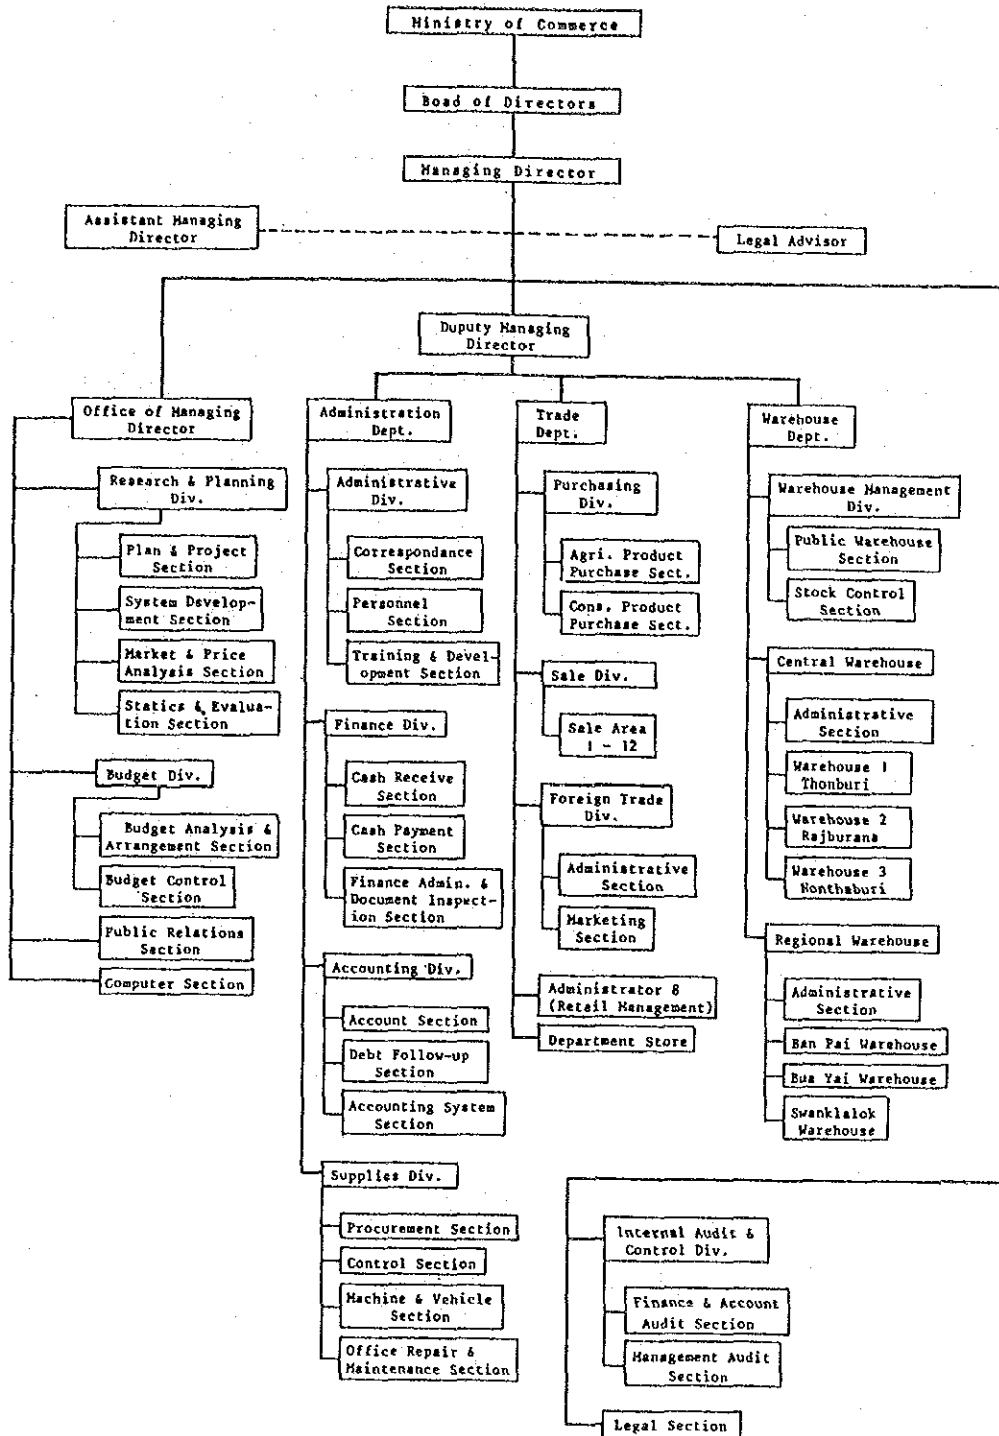 Ministry of Commerce
Boad of Directors
Managing Director
Assistant Managing
Director
Legal Advisor
Duputy Managing
Director
Office of Managing
Director
Research & Planning
Div.
Plan & Project
Section
System Develop-
ment Section
Market & Price
Analysis Section
Statics & Evalua-
tion Section
Budget Div.
Budget Analysis &
Arrangement Section
Budget Control
Section
Public Relations
Section
Computer Section
Administration
Dept.
Administrative
Div.
Correspondance
Section
Personnel
Section
Training & Devel-
opment Section
Finance Div.
Cash Receive
Section
Cash Payment
Section
Finance Admin. &
Document Inspect-
ion Section
Accounting Div.
Account Section
Debt Follow-up
Section
Accounting System
Section
Supplies Div.
Procurement Section
Control Section
Machine & Vehicle
Section
Office Repair &
Maintenance Section
Trade
Dept.
Purchasing
Div.
Agri. Product
Purchase Sect.
Cons. Product
Purchase Sect.
Sale Div.
Sale Area
1 - 12
Foreign Trade
Div.
Administrative
Section
Marketing
Section
Administrator 8
(Retail Management)
Department Store
Warehouse
Dept.
Warehouse Management
Div.
Public Warehouse
Section
Stock Control
Section
Central Warehouse
Administrative
Section
Warehouse 1
Thonburi
Warehouse 2
Rajburana
Warehouse 3
Nonthaburi
Regional Warehouse
Administrative
Section
Ban Pai Warehouse
Bua Yai Warehouse
Swanklalok
Warehouse
Internal Audit &
Control Div.
Finance & Account
Audit Section
Management Audit
Section
Legal Section